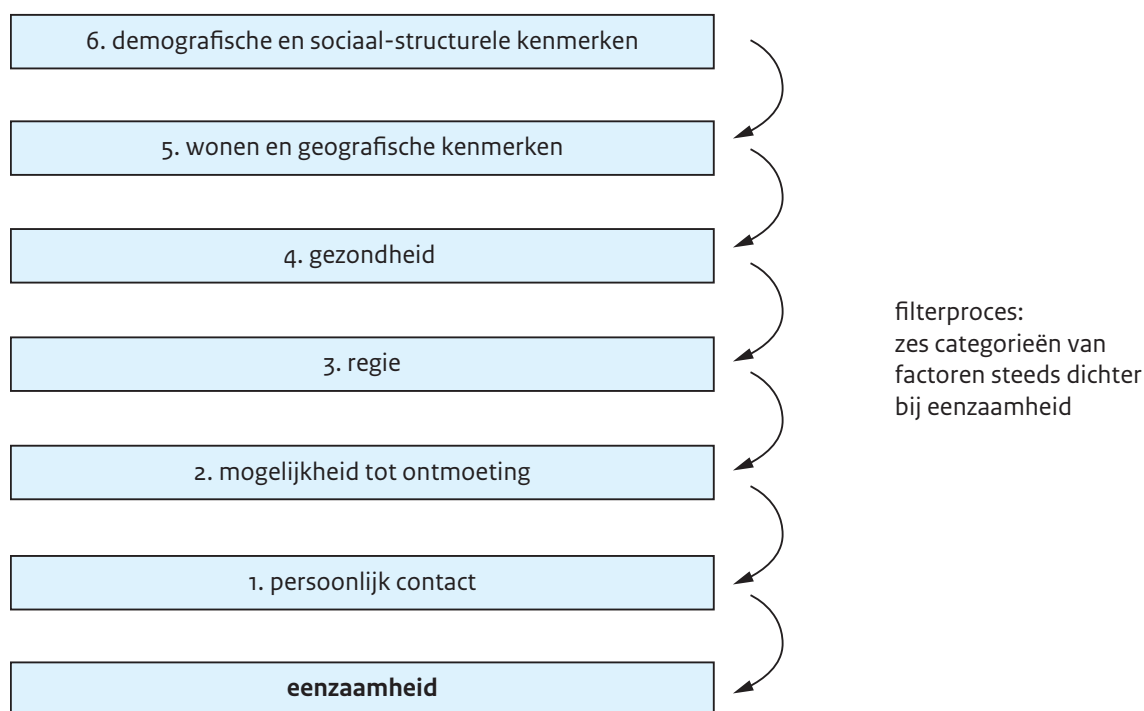 6. demografische en sociaal-structurele kenmerken
5. wonen en geografische kenmerken
4. gezondheid
3. regie
2. mogelijkheid tot ontmoeting
1. persoonlijk contact
eenzaamheid
filterproces:
zes categorieën van
factoren steeds dichter
bij eenzaamheid